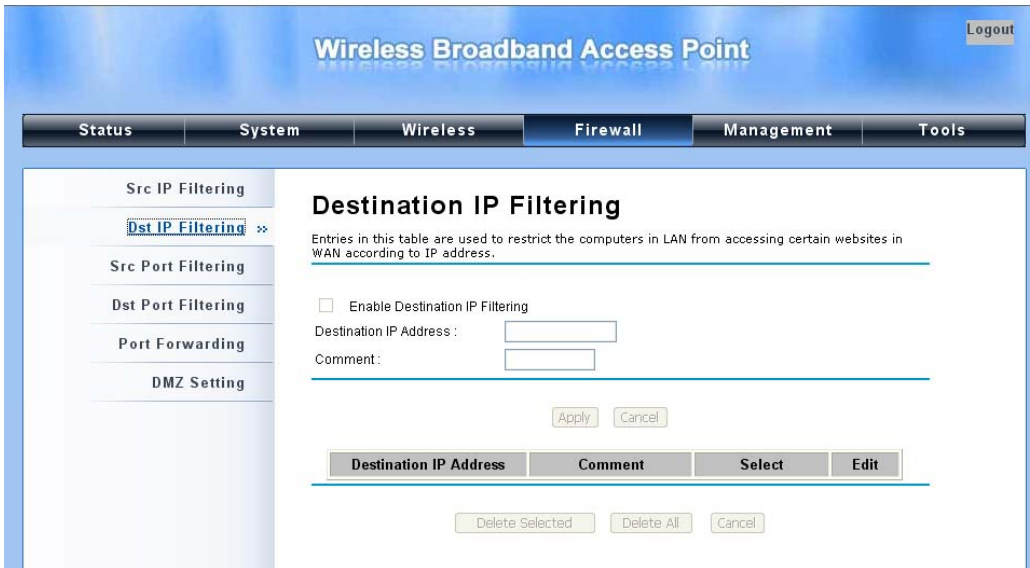 Wireless Broadband Access Point
Logout
Status System Wireless Firewall Management Tools
Src IP Filtering
Dst IP Filtering »
Src Port Filtering
Dst Port Filtering
Port Forwarding
DMZ Setting
Destination IP Filtering
Entries in this table are used to restrict the computers in LAN from accessing certain websites in
WAN according to IP address.
Enable Destination IP Filtering
Destination IP Address :
Comment :
Apply Cancel
Destination IP Address Comment Select Edit
Delete Selected Delete All Cancel